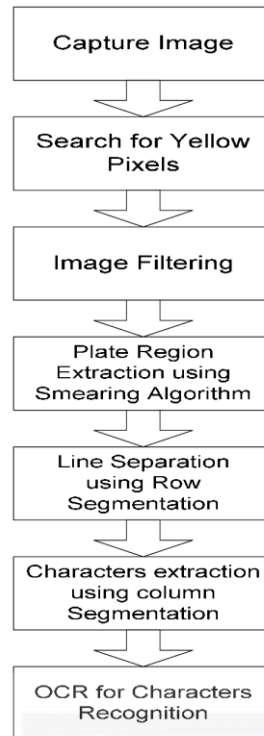 Capture Image
Search for Yellow
Pixels
Image Filtering
Plate Region
Extraction using
Smearing Algorithm
Line Separation
using Row
Segmentation
Characters extraction
using column
Segmentation
OCR for Characters
Recognition